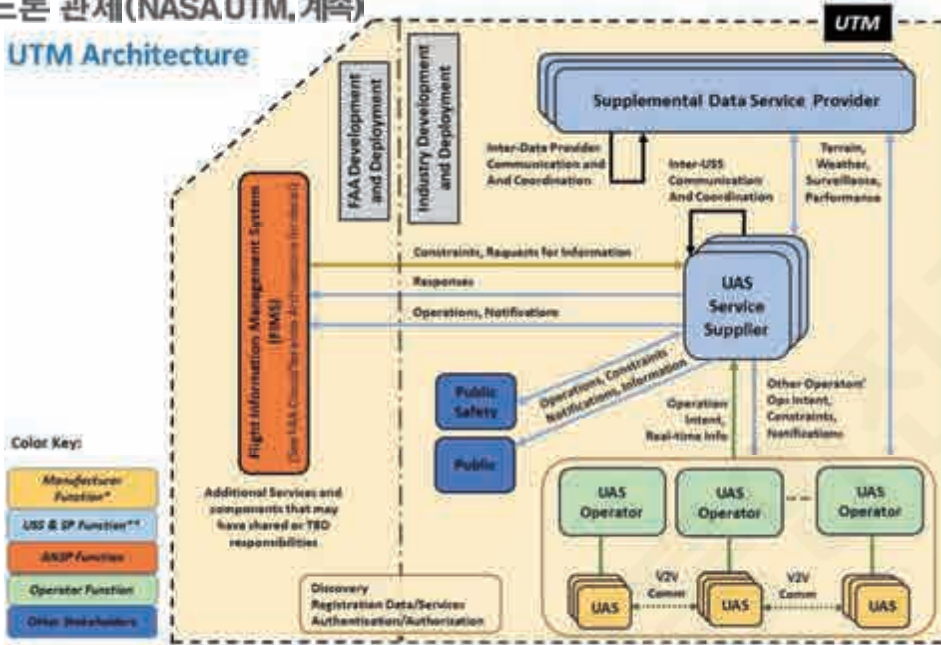 드론 관제(NASA UTM, 계속)
UTM Architecture
UTM
FAA Development
and Deployment
Industry Development
and Deployment
Supplemental Data Service Provider
Inter-Data Provider
Communication and
And Coordination
Inter-USS
Communication
And Coordination
Terrain,
Weather,
Surveillance,
Performance
Flight Information Management System
(FIMS)
Constraints, Requests for Information
Responses
Operations, Notifications
UAS
Service
Supplier
Operations, Constraints
Notifications, Information
Public
Safety
Public
Operation
Intent,
Real-time Info
Other Operators'
Ops Intent,
Constraints,
Notifications
Color Key:
Manufacturer
Function*
USS & SP Function**
ANSP Function
Operator Function
Other Stakeholders
Additional Services and
components that may
have shared or TBD
responsibilities
Discovery
Registration Data/Services
Authentisation/Authorization
UAS
Operator
UAS
Operator
UAS
Operator
V2V
Comm
V2V
Comm
UAS
UAS
UAS